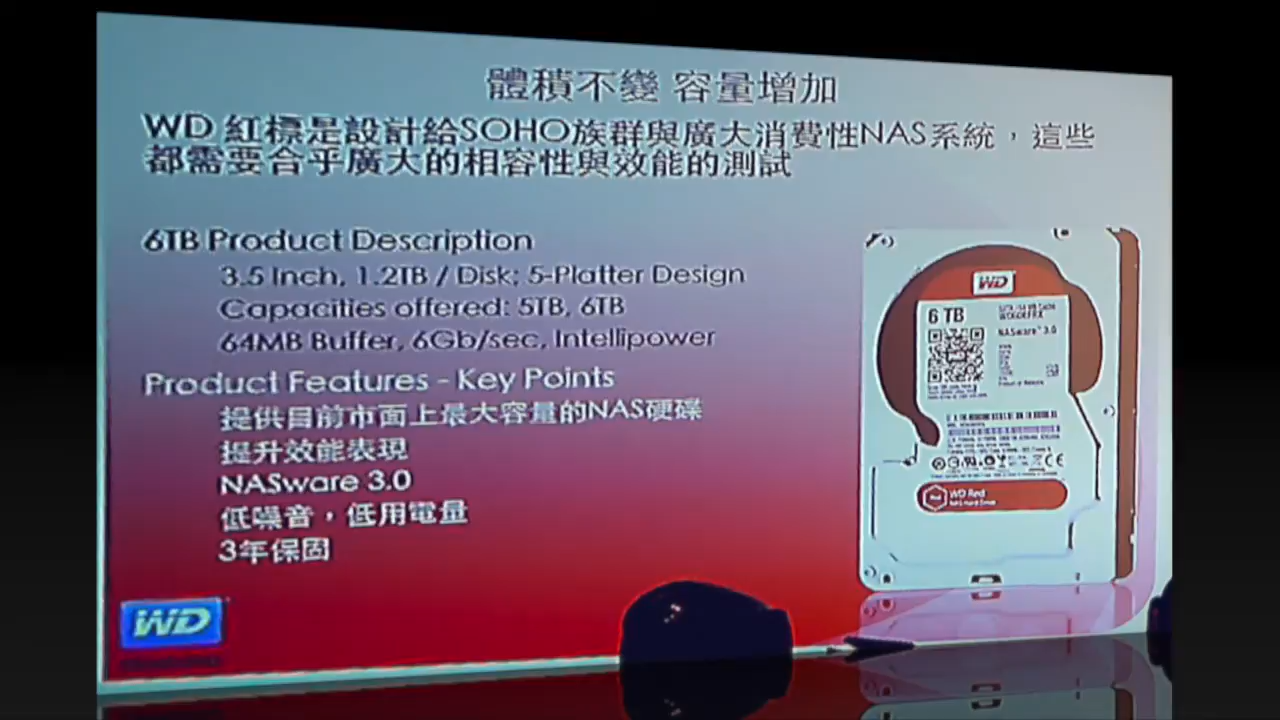 體積不變 容量增加
WD 紅標是設計給SOHO族群與廣大消費性NAS系統，這些
都需要合乎廣大的相容性與效能的測試
6TB Product Description
3.5 Inch, 1.2TB / Disk; 5-Platter Design
Capacities offered: 5TB, 6TB
64MB Buffer, 6Gb/sec, Intellipower
Product Features - Key Points
提供目前市面上最大容量的NAS硬碟
提升效能表現
NASware 3.0
低噪音，低用電量
3年保固
WD
WD
6 TB
NASware™ 3.0
WD Red